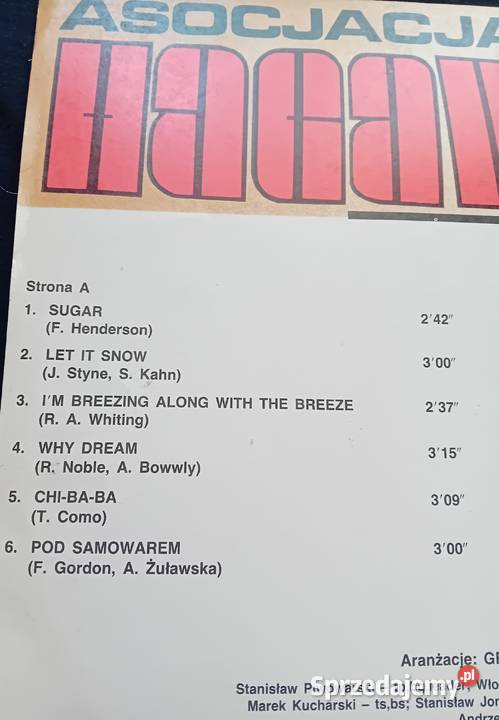 ASOCJACJA
HAGAW
Strona A
1. SUGAR 2'42"
(F. Henderson)
2. LET IT SNOW 3'00"
(J. Styne, S. Kahn)
3. I'M BREEZING ALONG WITH THE BREEZE 2'37"
(R. A. Whiting)
4. WHY DREAM 3'15"
(R. Noble, A. Bowwly)
5. CHI-BA-BA 3'09"
(T. Como)
6. POD SAMOWAREM 3'00"
(F. Gordon, A. Żuławska)
Aranżacje:
Sprzedajemy.pl
Stanisław
Marek Kucharski – ts,bs; Stanisław